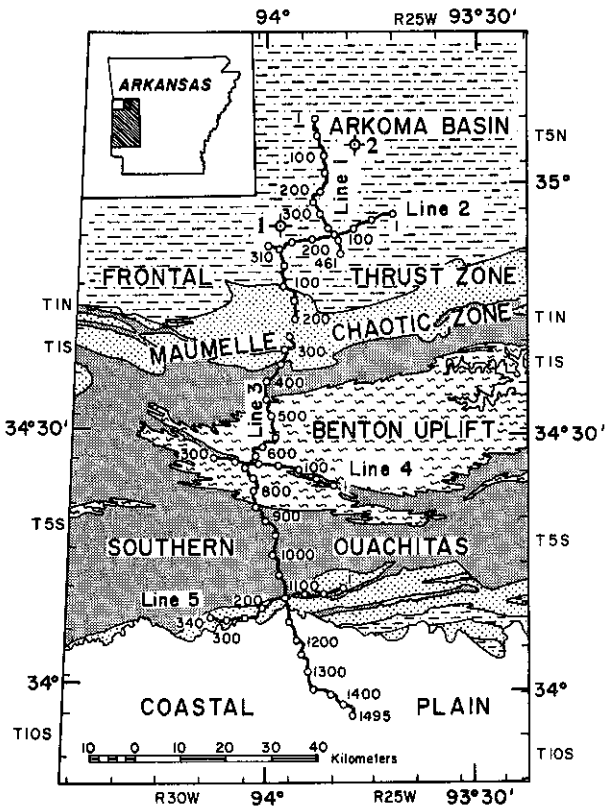 94° R25W 93°30'
ARKANSAS
1
ARKOMA BASIN
T5N
2
100
Line 1
35°
200
300
Line 2
1
1
100
200
310
461
FRONTAL THRUST ZONE
100
T1N
200
CHAOTIC ZONE
T1N
T1S
MAUMELLE
300
T1S
400
Line 3
500
34°30'
BENTON UPLIFT
34°30'
600
300
100
Line 4
1
800
T5S
900
T5S
SOUTHERN OUACHITAS
1000
1100
1
Line 5
200
340
300
1200
1300
34°
34°
1400
COASTAL PLAIN
1495
T10S
10 0 10 20 30 40
Kilometers
T10S
R30W 94° R25W 93°30'